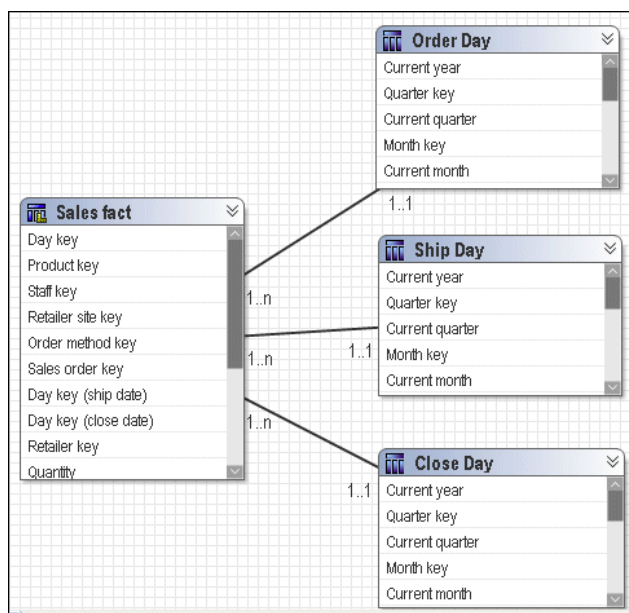 Order Day
Current year
Quarter key
Current quarter
Month key
Current month
1..1
Sales fact
Day key
Product key
Staff key
Retailer site key
Order method key
Sales order key
Day key (ship date)
Day key (close date)
Retailer key
Quantity
1..n
1..n
1..n
Ship Day
Current year
Quarter key
Current quarter
Month key
Current month
1..1
Close Day
Current year
Quarter key
Current quarter
Month key
Current month
1..1